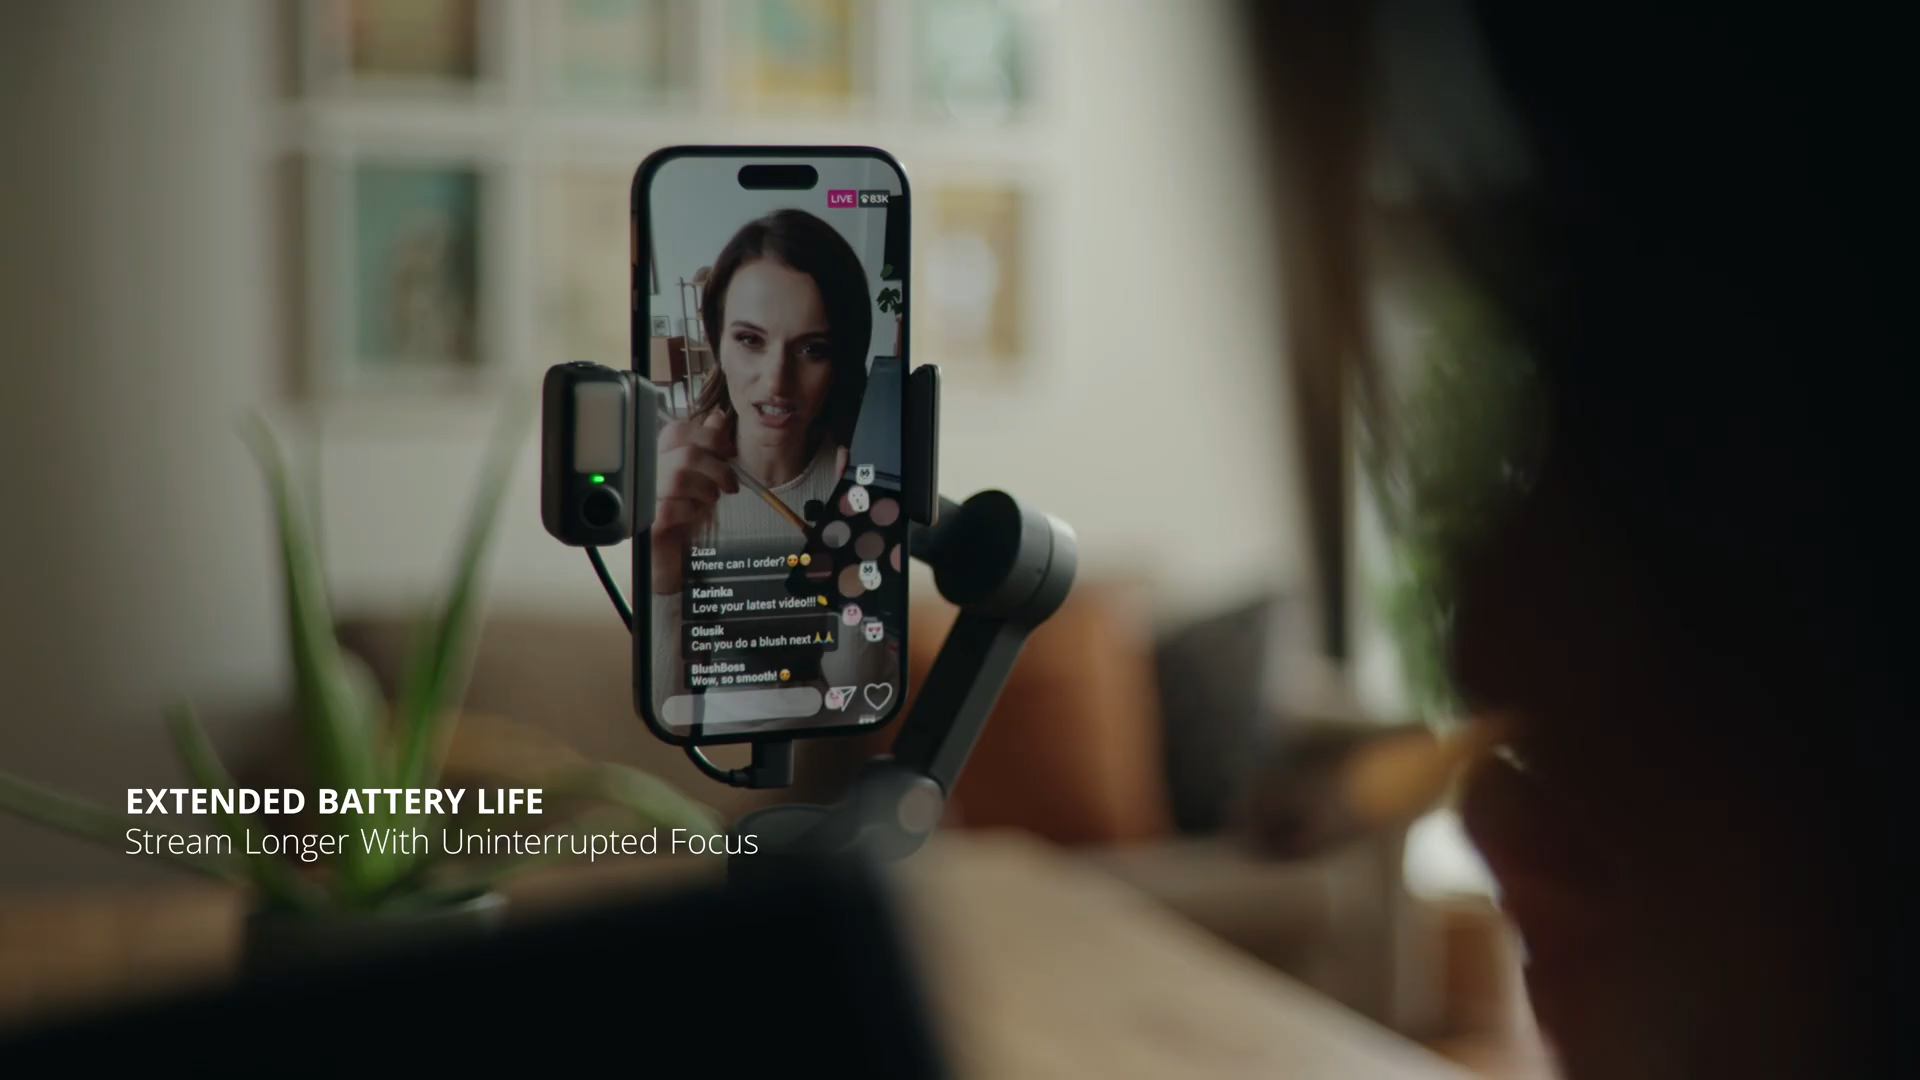 LIVE 83K
Zuza
Where can I order?
Karinka
Love your latest video!!!
Olusik
Can you do a blush next
BlushBoss
Wow, so smooth!
EXTENDED BATTERY LIFE
Stream Longer With Uninterrupted Focus